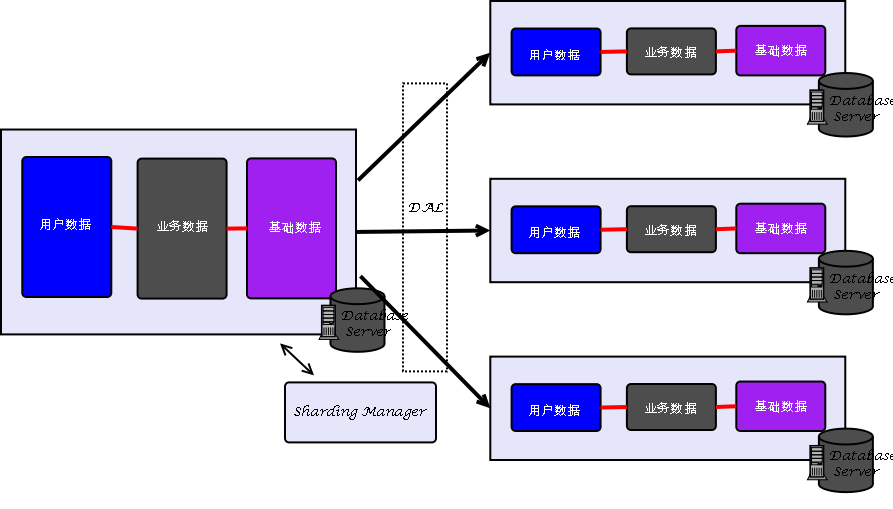 用户数据
业务数据
基础数据
Database
Server
Sharding Manager
DAL
用户数据
业务数据
基础数据
Database
Server
用户数据
业务数据
基础数据
Database
Server
用户数据
业务数据
基础数据
Database
Server